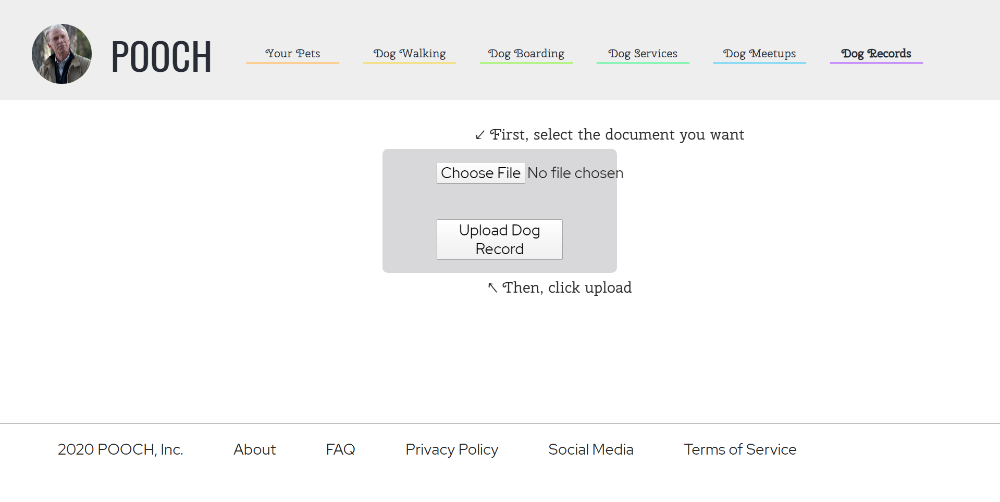 POOCH
Your Pets
Dog Walking
Dog Boarding
Dog Services
Dog Meetups
Dog Records
↙ First, select the document you want
Choose File No file chosen
Upload Dog
Record
↖ Then, click upload
2020 POOCH, Inc.
About
FAQ
Privacy Policy
Social Media
Terms of Service